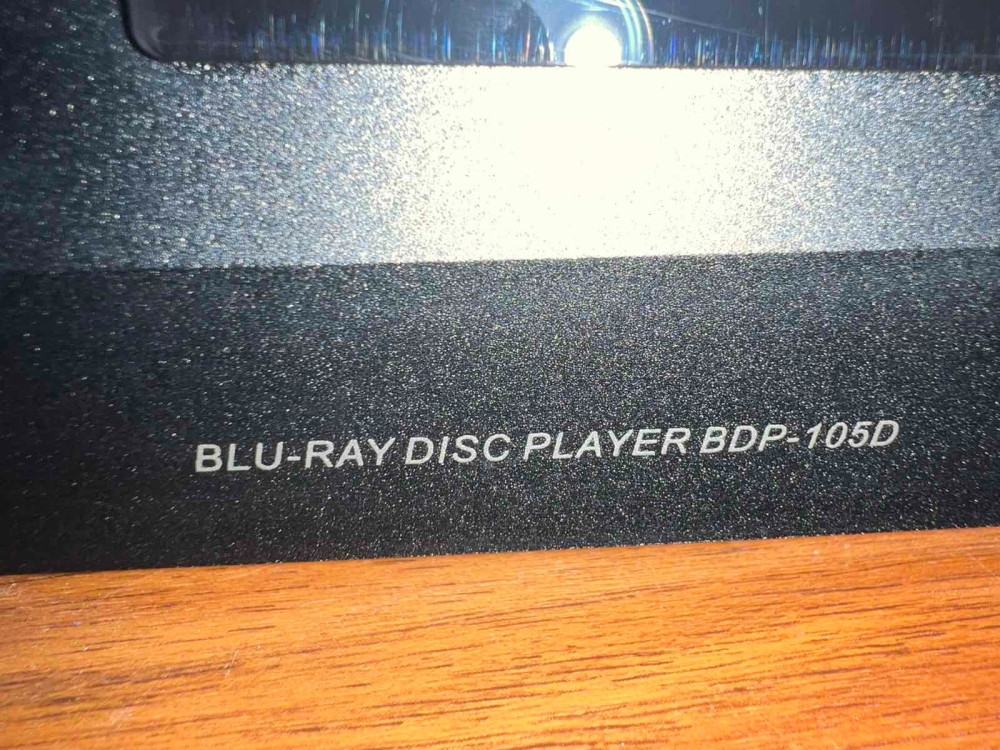 BLU-RAY DISC PLAYER BDP-105D